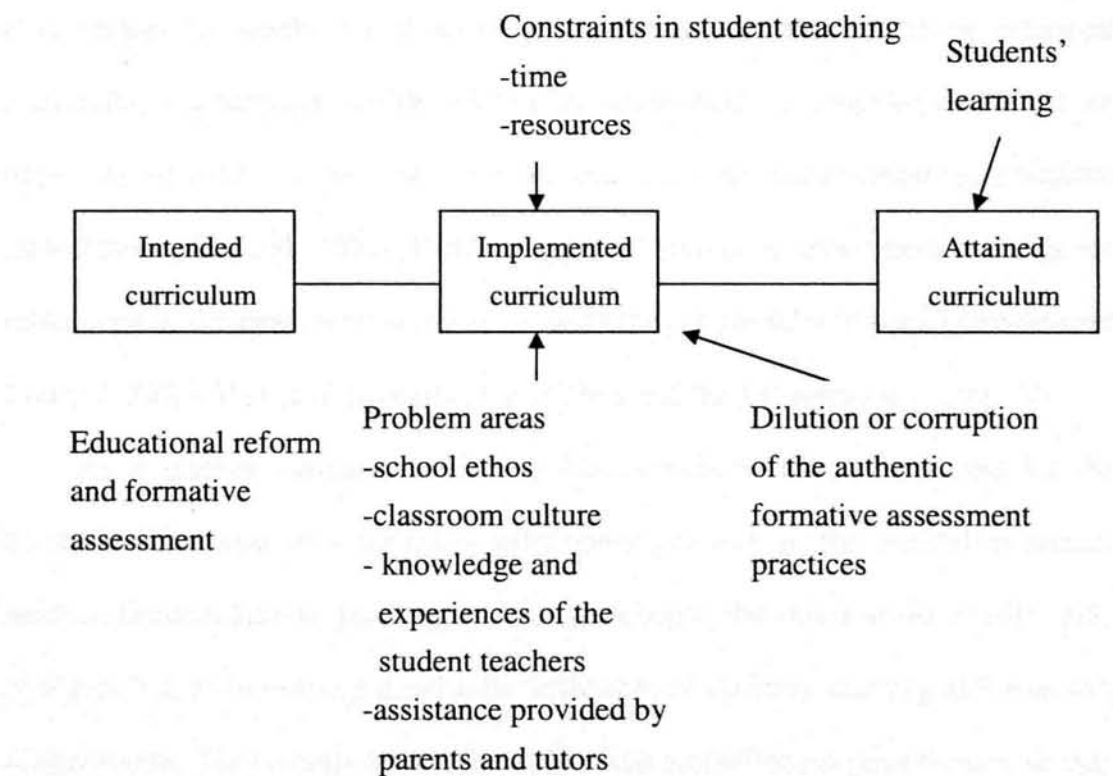 Constraints in student teaching
-time
-resources
Students'
learning
Intended
curriculum
Implemented
curriculum
Attained
curriculum
Educational reform
and formative
assessment
Problem areas
-school ethos
-classroom culture
- knowledge and
experiences of the
student teachers
-assistance provided by
parents and tutors
Dilution or corruption
of the authentic
formative assessment
practices